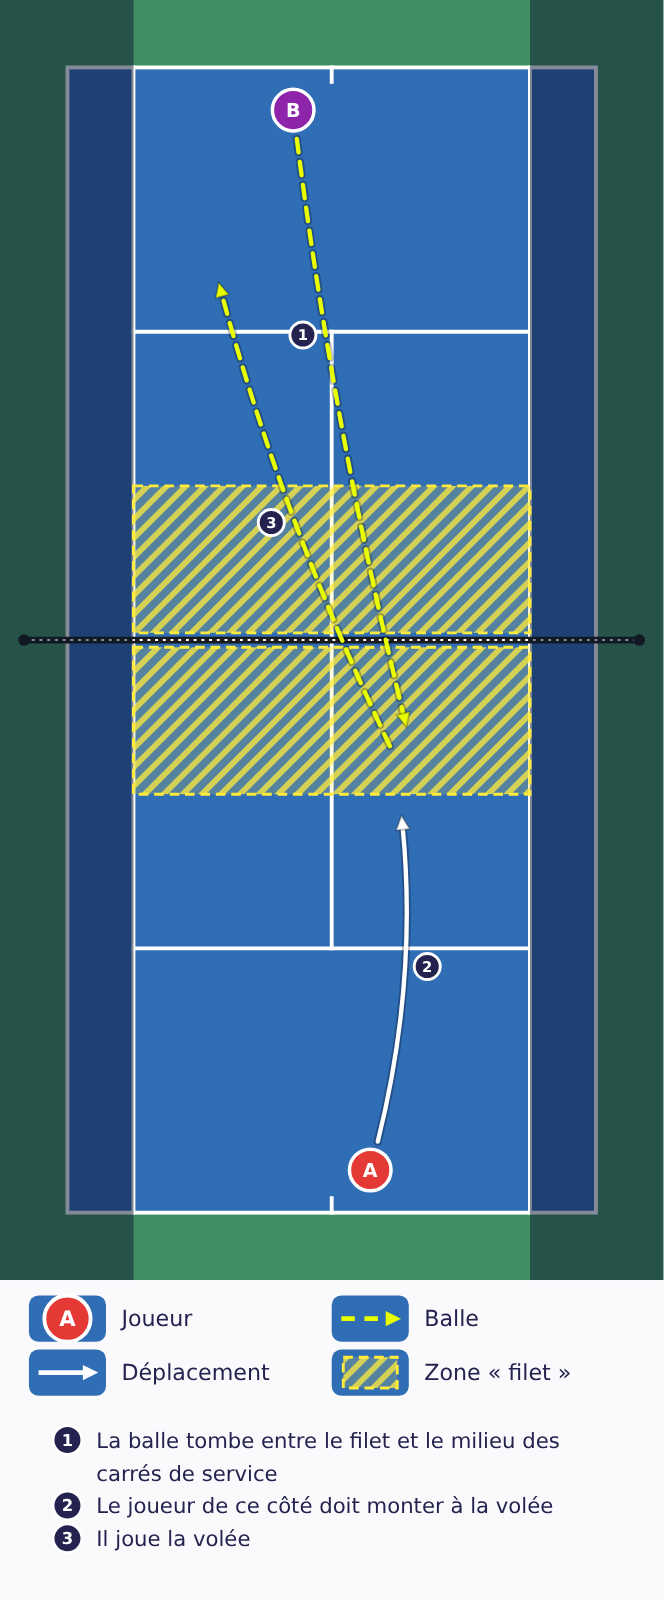 B
1
3
2
A
A Joueur
Balle
Déplacement
Zone « filet »
1 La balle tombe entre le filet et le milieu des
carrés de service
2 Le joueur de ce côté doit monter à la volée
3 Il joue la volée